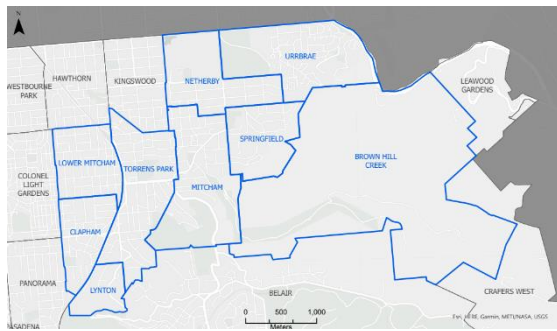 N
URRBRAE
HAWTHORN
KINGSWOOD
NETHERBY
LEAWOOD
GARDENS
WESTBOURNE
PARK
SPRINGFIELD
LOWER MITCHAM
TORRENS PARK
BROWN HILL
CREEK
COLONEL
LIGHT
GARDENS
MITCHAM
CLAPHAM
PANORAMA
LYNTON
BELAIR
CRAFERS WEST
0 500 1,000
Meters
Esri, HERE, Garmin, METI/NASA, USGS
PASADENA